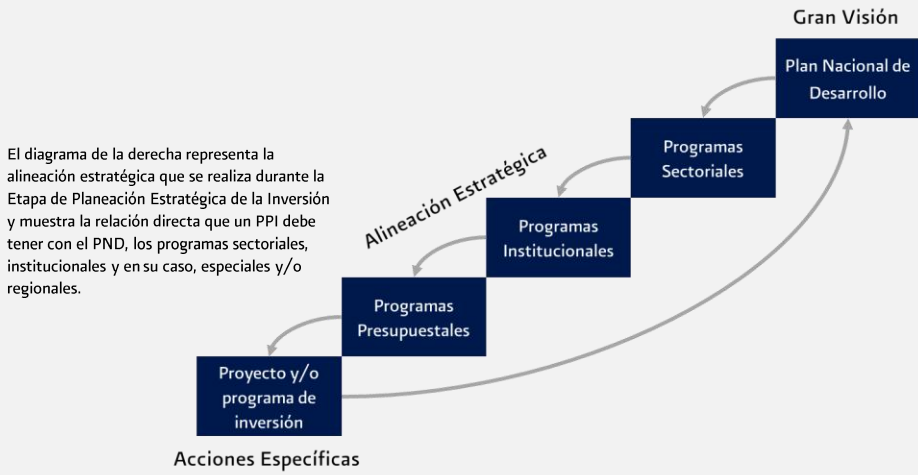 Gran Visión
Plan Nacional de
Desarrollo
Programas
Sectoriales
El diagrama de la derecha representa la
alineación estratégica que se realiza durante la
Etapa de Planeación Estratégica de la Inversión
y muestra la relación directa que un PPI debe
tener con el PND, los programas sectoriales,
institucionales y en su caso, especiales y/o
regionales.
Alineación Estratégica
Programas
Institucionales
Programas
Presupuestales
Proyecto y/o
programa de
inversión
Acciones Específicas